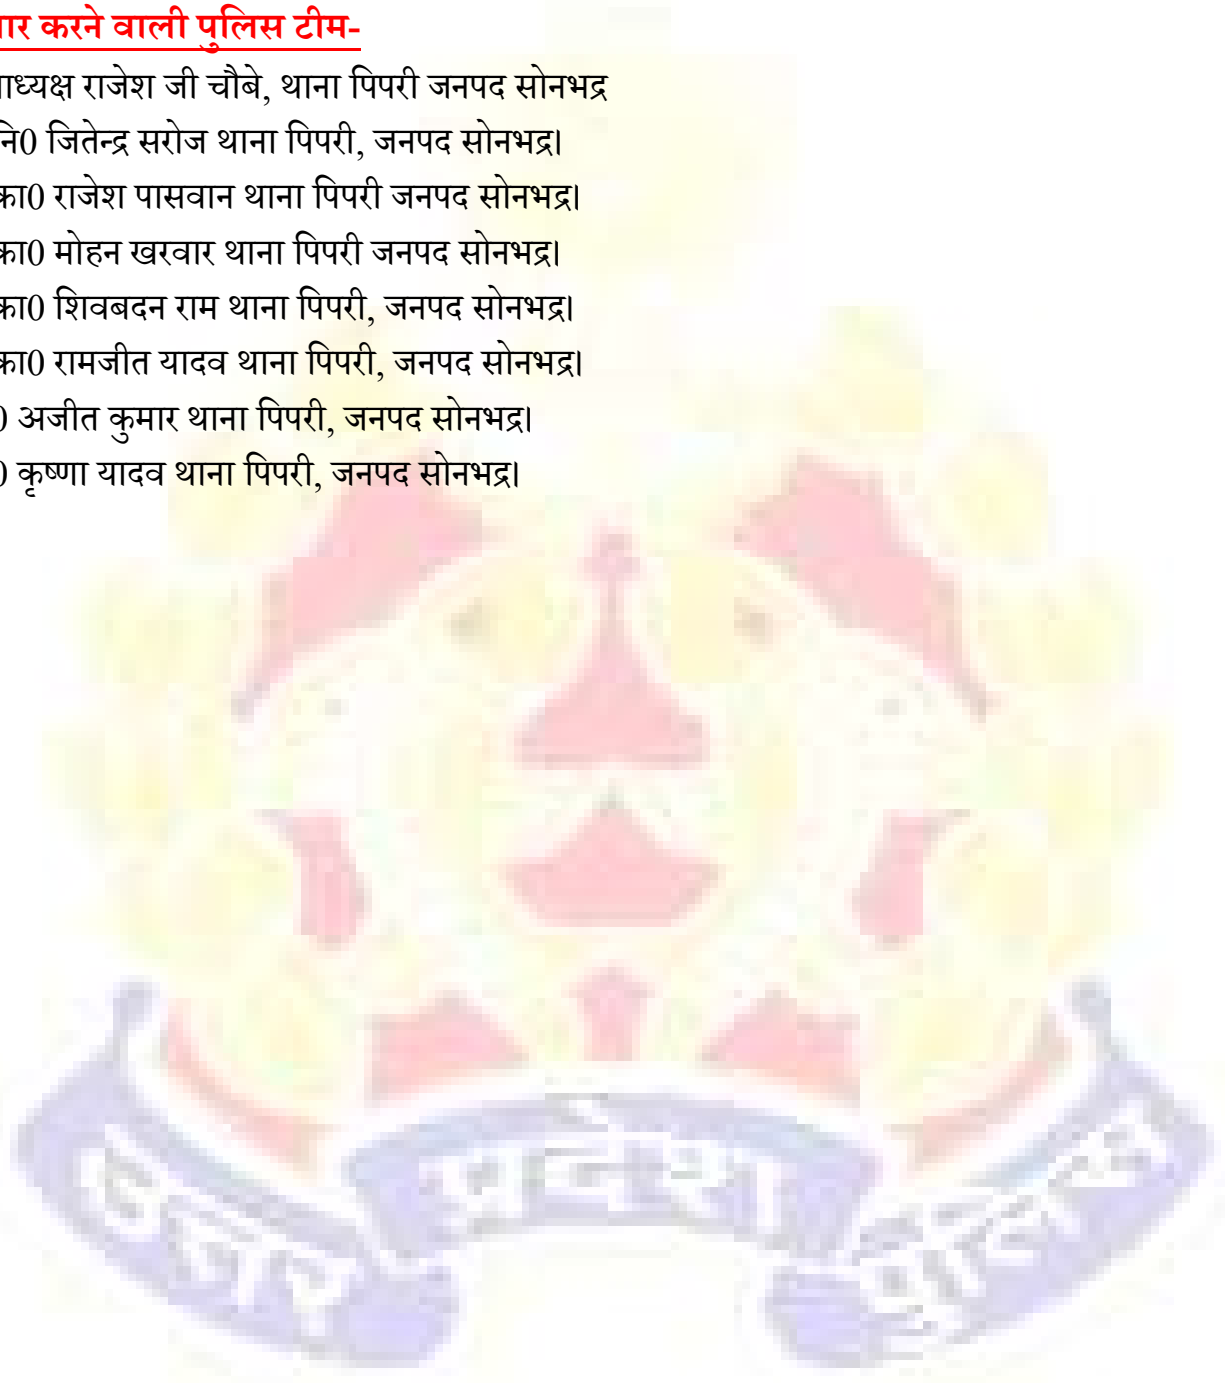 ार करने वाली पुलिस टीम-
ाध्यक्ष राजेश जी चौबे, थाना पिपरी जनपद सोनभद्र
नि0 जितेन्द्र सरोज थाना पिपरी, जनपद सोनभद्र।
का0 राजेश पासवान थाना पिपरी जनपद सोनभद्र।
का0 मोहन खरवार थाना पिपरी जनपद सोनभद्र।
का0 शिवबदन राम थाना पिपरी, जनपद सोनभद्र।
का0 रामजीत यादव थाना पिपरी, जनपद सोनभद्र।
0 अजीत कुमार थाना पिपरी, जनपद सोनभद्र।
0 कृष्णा यादव थाना पिपरी, जनपद सोनभद्र।